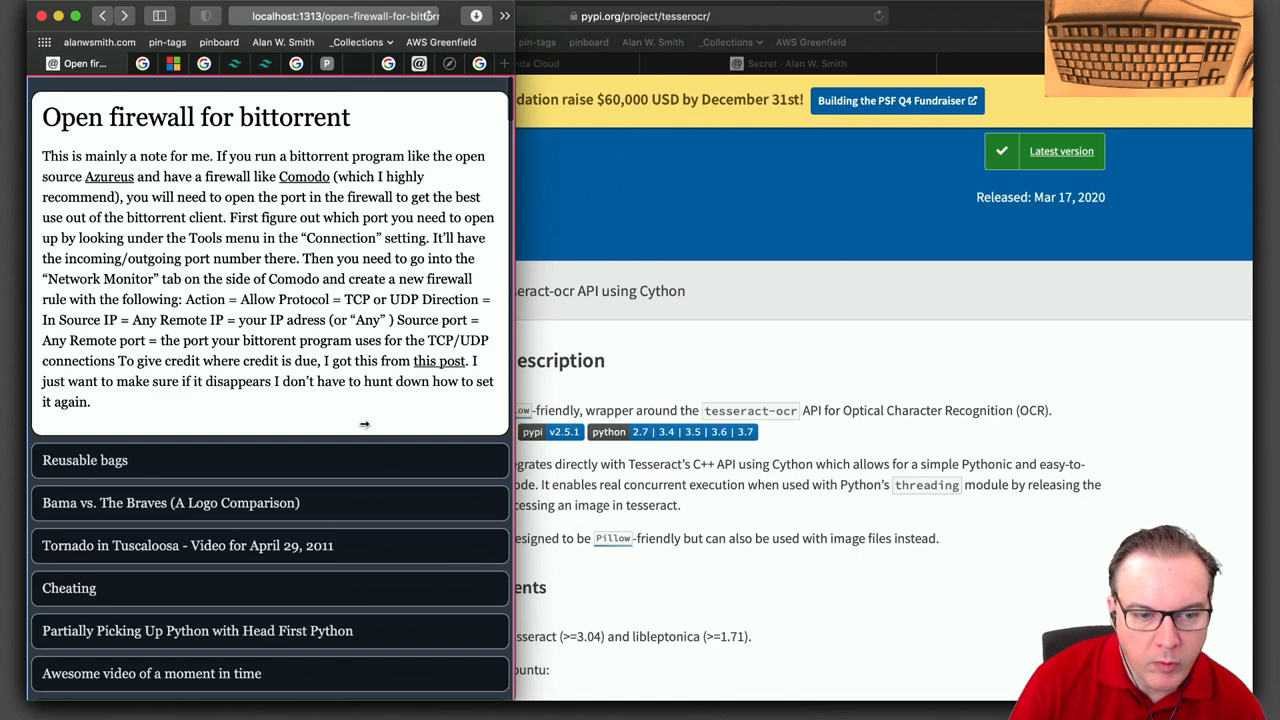 localhost:1313/open-firewall-for-bittorr
pypi.org/project/tesserocr/
alanwsmith.com pin-tags pinboard Alan W. Smith _Collections AWS Greenfield
pin-tags pinboard Alan W. Smith _Collections AWS Greenfield
Open fir...
nda Cloud
Secret - Alan W. Smith
Open firewall for bittorrent
This is mainly a note for me. If you run a bittorrent program like the open
source Azureus and have a firewall like Comodo (which I highly
recommend), you will need to open the port in the firewall to get the best
use out of the bittorrent client. First figure out which port you need to open
up by looking under the Tools menu in the “Connection” setting. It’ll have
the incoming/outgoing port number there. Then you need to go into the
“Network Monitor” tab on the side of Comodo and create a new firewall
rule with the following: Action = Allow Protocol = TCP or UDP Direction =
In Source IP = Any Remote IP = your IP adress (or “Any” ) Source port =
Any Remote port = the port your bittorent program uses for the TCP/UDP
connections To give credit where credit is due, I got this from this post. I
just want to make sure if it disappears I don’t have to hunt down how to set
it again.
Reusable bags
Bama vs. The Braves (A Logo Comparison)
Tornado in Tuscaloosa - Video for April 29, 2011
Cheating
Partially Picking Up Python with Head First Python
Awesome video of a moment in time
dation raise $60,000 USD by December 31st!
Building the PSF Q4 Fundraiser
Latest version
Released: Mar 17, 2020
seract-ocr API using Cython
escription
ow-friendly, wrapper around the tesseract-ocr API for Optical Character Recognition (OCR).
pypi v2.5.1 python 2.7 | 3.4 | 3.5 | 3.6 | 3.7
egrates directly with Tesseract's C++ API using Cython which allows for a simple Pythonic and easy-to-
ode. It enables real concurrent execution when used with Python's threading module by releasing the
cessing an image in tesseract.
esigned to be Pillow-friendly but can also be used with image files instead.
ents
sseract (>=3.04) and libleptonica (>=1.71).
buntu: